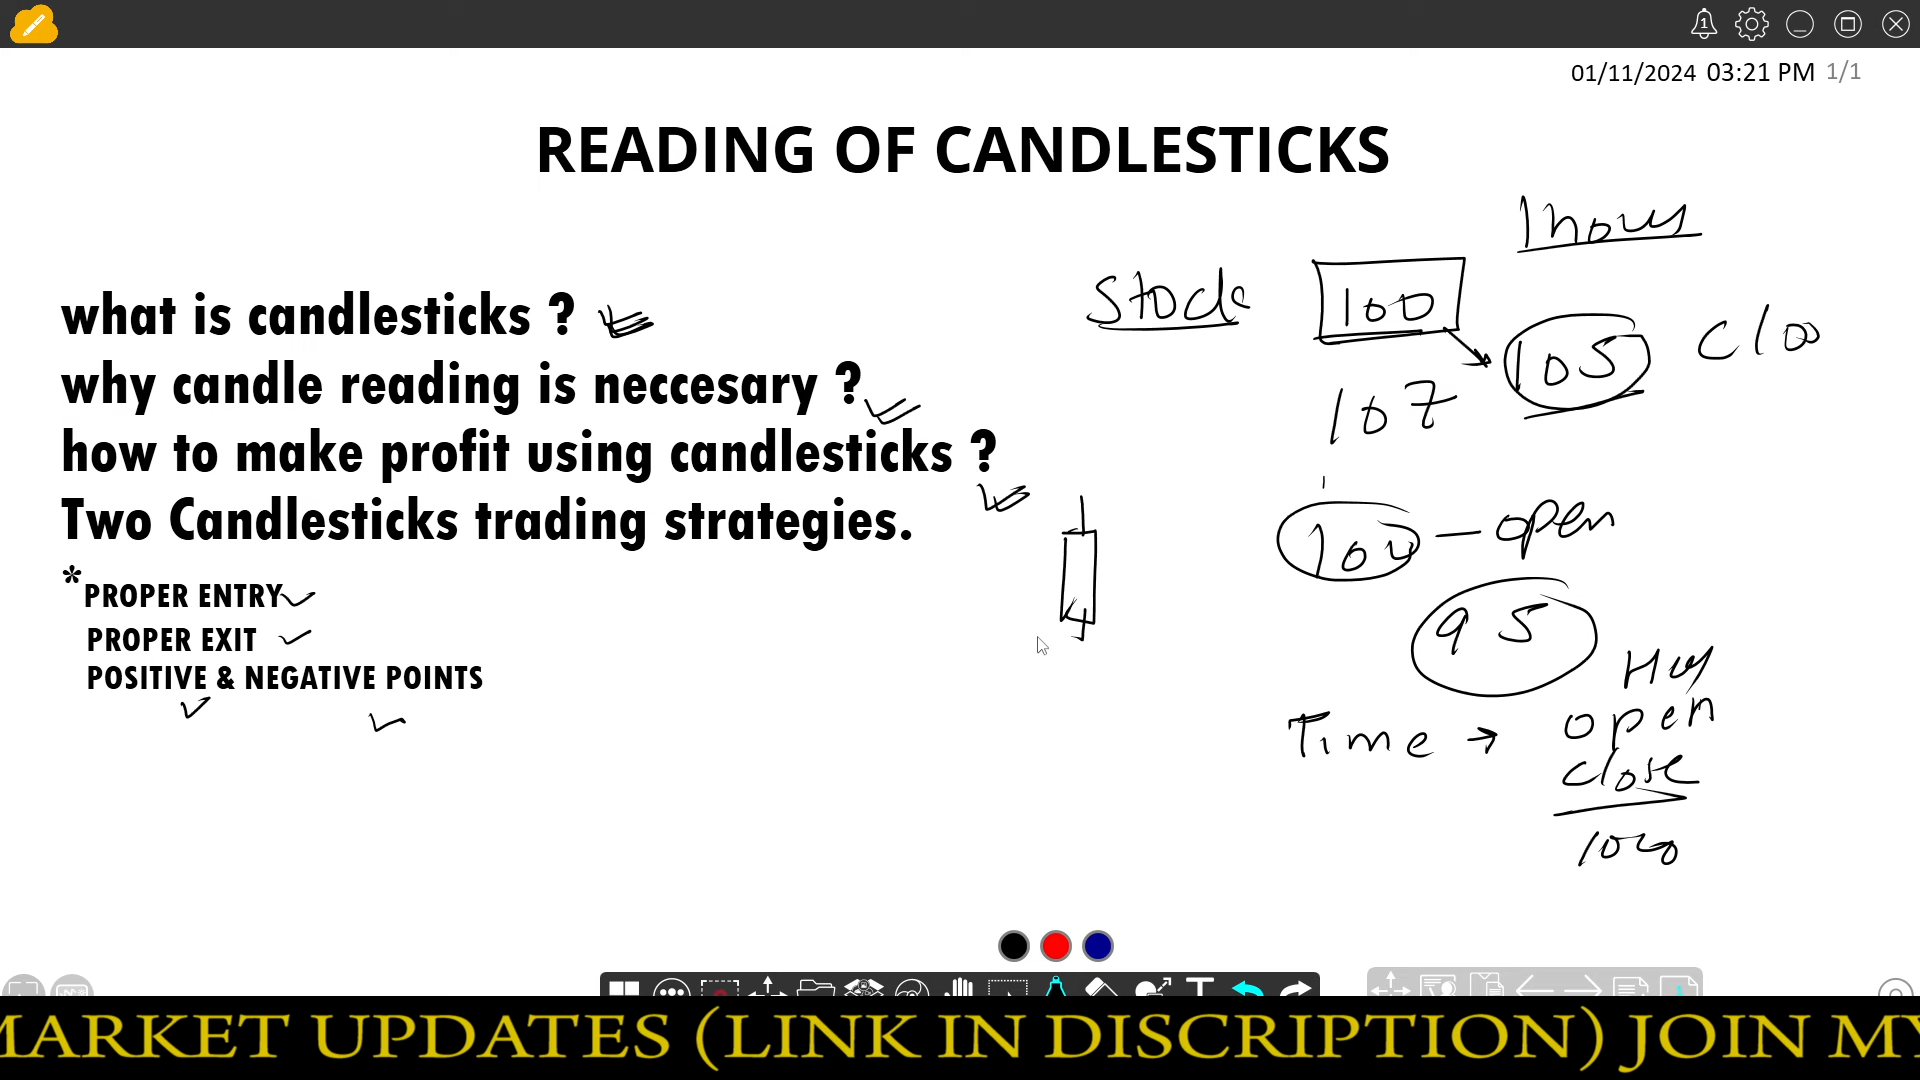 01/11/2024 03:21 PM 1/1
READING OF CANDLESTICKS
1 hour
Stock
100
what is candlesticks ?
105
why candle reading is neccesary ?
107
how to make profit using candlesticks ?
Two Candlesticks trading strategies.
100 — open
*PROPER ENTRY
95
PROPER EXIT
POSITIVE & NEGATIVE POINTS
Time → open
close
MARKET UPDATES (LINK IN DISCRIPTION) JOIN MY